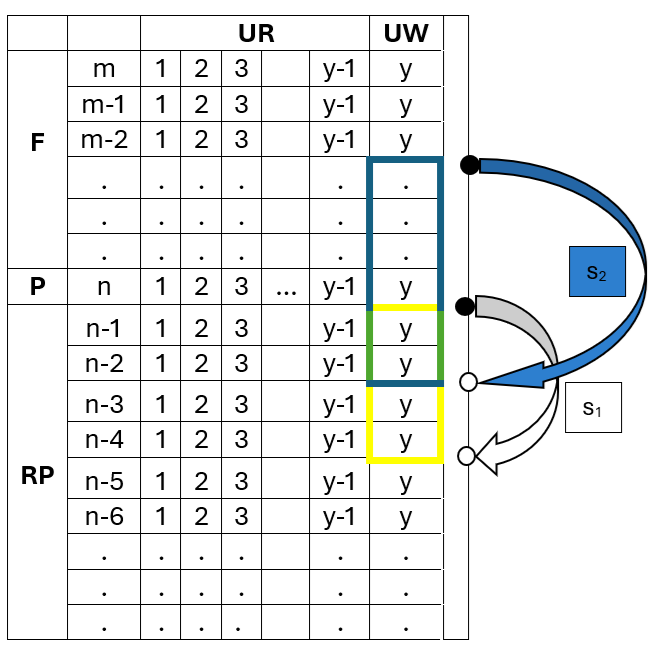 UR UW
m 1 2 3 y-1 y
m-1 1 2 3 y-1 y
F m-2 1 2 3 y-1 y
. . . . . .
. . . . . .
. . . . . .
s₂
P n 1 2 3 ... y-1 y
n-1 1 2 3 y-1 y
n-2 1 2 3 y-1 y
n-3 1 2 3 y-1 y
s₁
n-4 1 2 3 y-1 y
RP n-5 1 2 3 y-1 y
n-6 1 2 3 y-1 y
. . . . . .
. . . . . .
. . . . . .